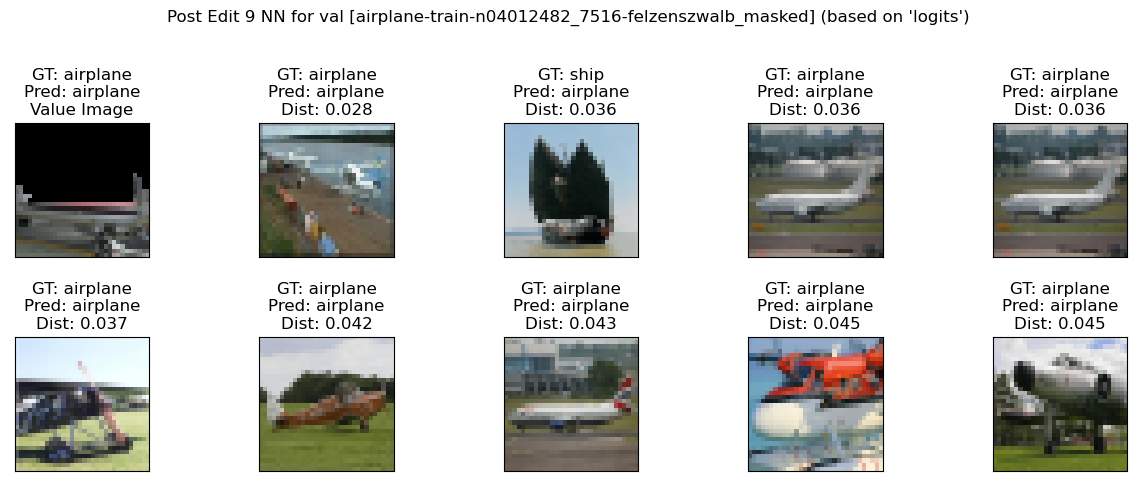 Post Edit 9 NN for val [airplane-train-n04012482_7516-felzenszwalb_masked] (based on 'logits')
GT: airplane
Pred: airplane
Value Image
GT: airplane
Pred: airplane
Dist: 0.028
GT: ship
Pred: airplane
Dist: 0.036
GT: airplane
Pred: airplane
Dist: 0.036
GT: airplane
Pred: airplane
Dist: 0.036
GT: airplane
Pred: airplane
Dist: 0.037
GT: airplane
Pred: airplane
Dist: 0.042
GT: airplane
Pred: airplane
Dist: 0.043
GT: airplane
Pred: airplane
Dist: 0.045
GT: airplane
Pred: airplane
Dist: 0.045